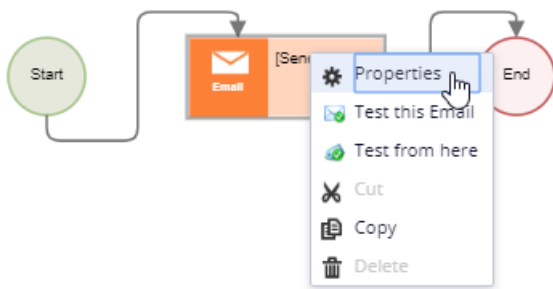 Start
Email
[Sen
End
Properties
Test this Email
Test from here
Cut
Copy
Delete